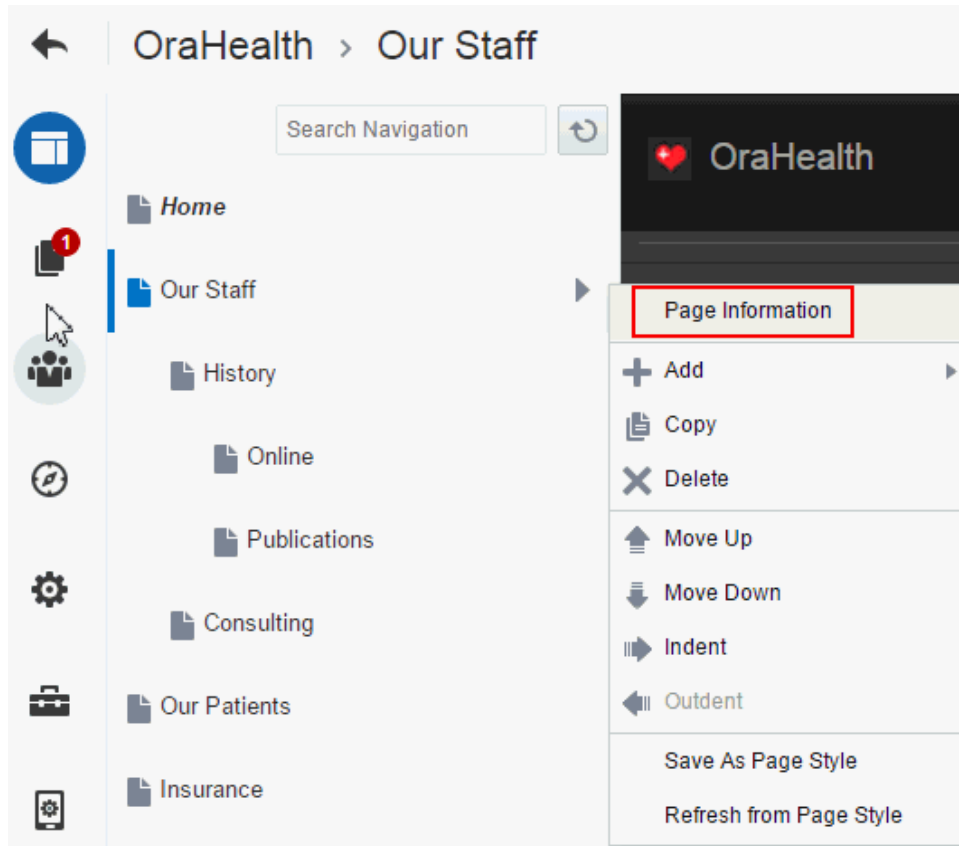 OraHealth > Our Staff
Search Navigation
OraHealth
Home
1
Our Staff
Page Information
History
Add
Copy
Online
Delete
Publications
Move Up
Move Down
Consulting
Indent
Our Patients
Outdent
Save As Page Style
Insurance
Refresh from Page Style